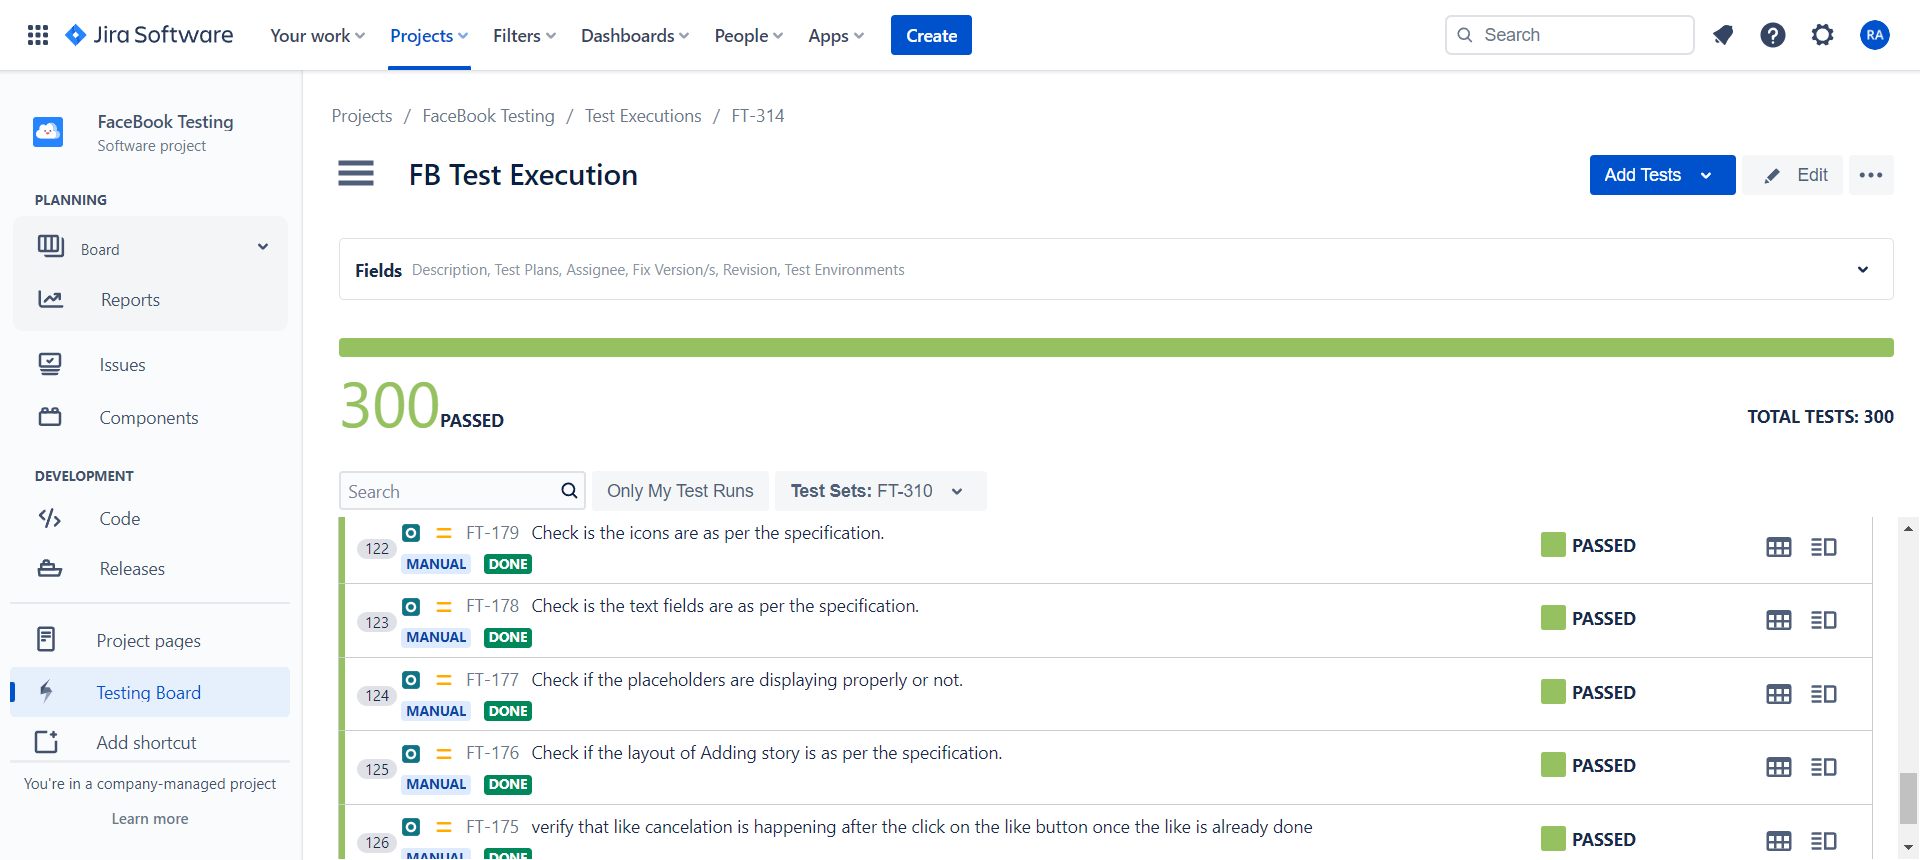 Jira Software Your work Projects Filters Dashboards People Apps Create Search RA
FaceBook Testing
Software project
PLANNING
Board
Reports
Issues
Components
DEVELOPMENT
Code
Releases
Project pages
Testing Board
Add shortcut
You're in a company-managed project
Learn more
Projects / FaceBook Testing / Test Executions / FT-314
FB Test Execution
Add Tests Edit
Fields Description, Test Plans, Assignee, Fix Version/s, Revision, Test Environments
300 PASSED
TOTAL TESTS: 300
Search Only My Test Runs Test Sets: FT-310
122 FT-179 Check is the icons are as per the specification. PASSED
MANUAL DONE
123 FT-178 Check is the text fields are as per the specification. PASSED
MANUAL DONE
124 FT-177 Check if the placeholders are displaying properly or not. PASSED
MANUAL DONE
125 FT-176 Check if the layout of Adding story is as per the specification. PASSED
MANUAL DONE
126 FT-175 verify that like cancelation is happening after the click on the like button once the like is already done PASSED
MANUAL DONE